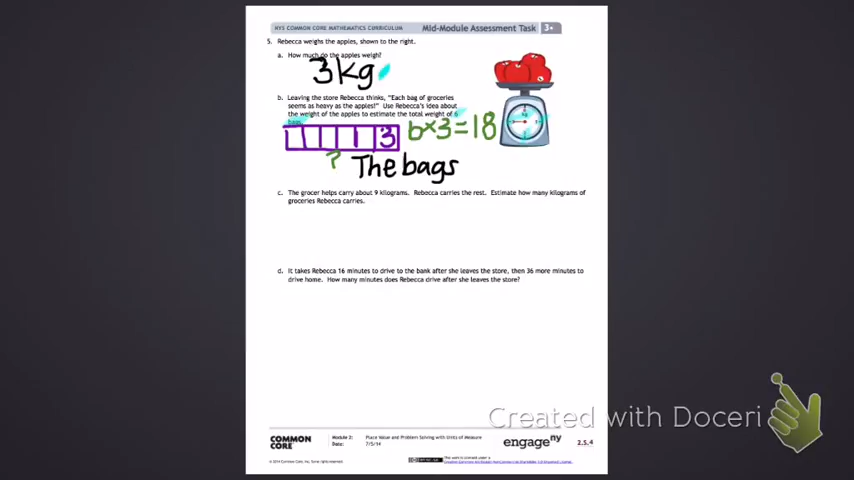 NYS COMMON CORE MATHEMATICS CURRICULUM Mid-Module Assessment Task 3•
5. Rebecca weighs the apples, shown to the right.
a. How much do the apples weigh?
3kg
b. Leaving the store Rebecca thinks, "Each bag of groceries
seems as heavy as the apples!" Use Rebecca's idea about
the weight of the apples to estimate the total weight of 6
bags.
3 6×3=18
?
The bags
c. The grocer helps carry about 9 kilograms. Rebecca carries the rest. Estimate how many kilograms of
groceries Rebecca carries.
d. It takes Rebecca 16 minutes to drive to the bank after she leaves the store, then 36 more minutes to
drive home. How many minutes does Rebecca drive after she leaves the store?
Created with Doceri
COMMON
CORE
Module 2: Place Value and Problem Solving with Units of Measure
Date: 7/5/14
engage ny
2.S.4